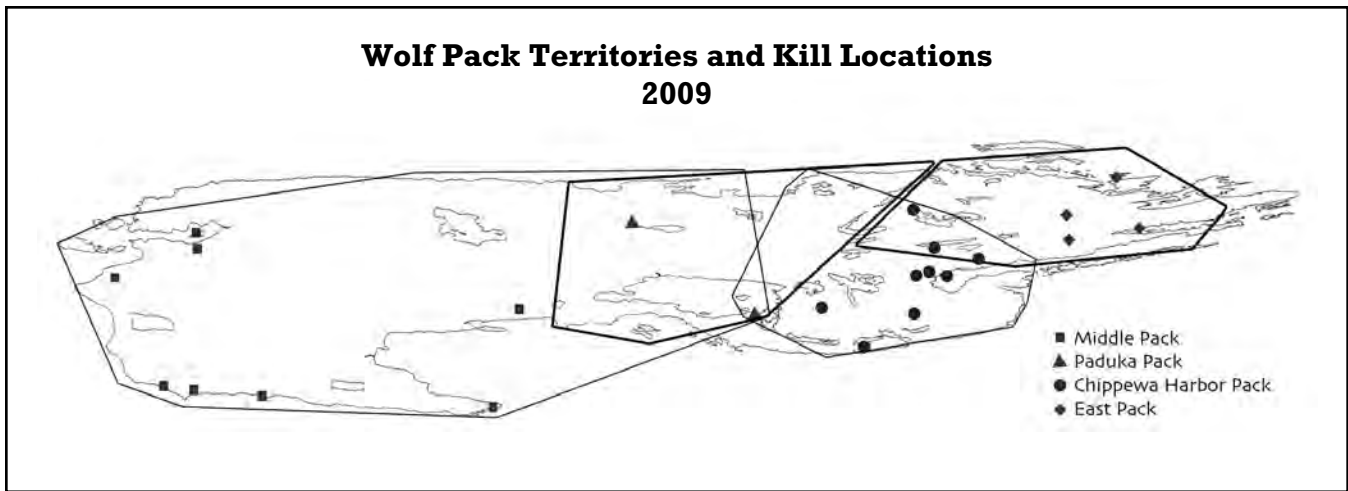 Wolf Pack Territories and Kill Locations
2009
Middle Pack
Paduka Pack
Chippewa Harbor Pack
East Pack